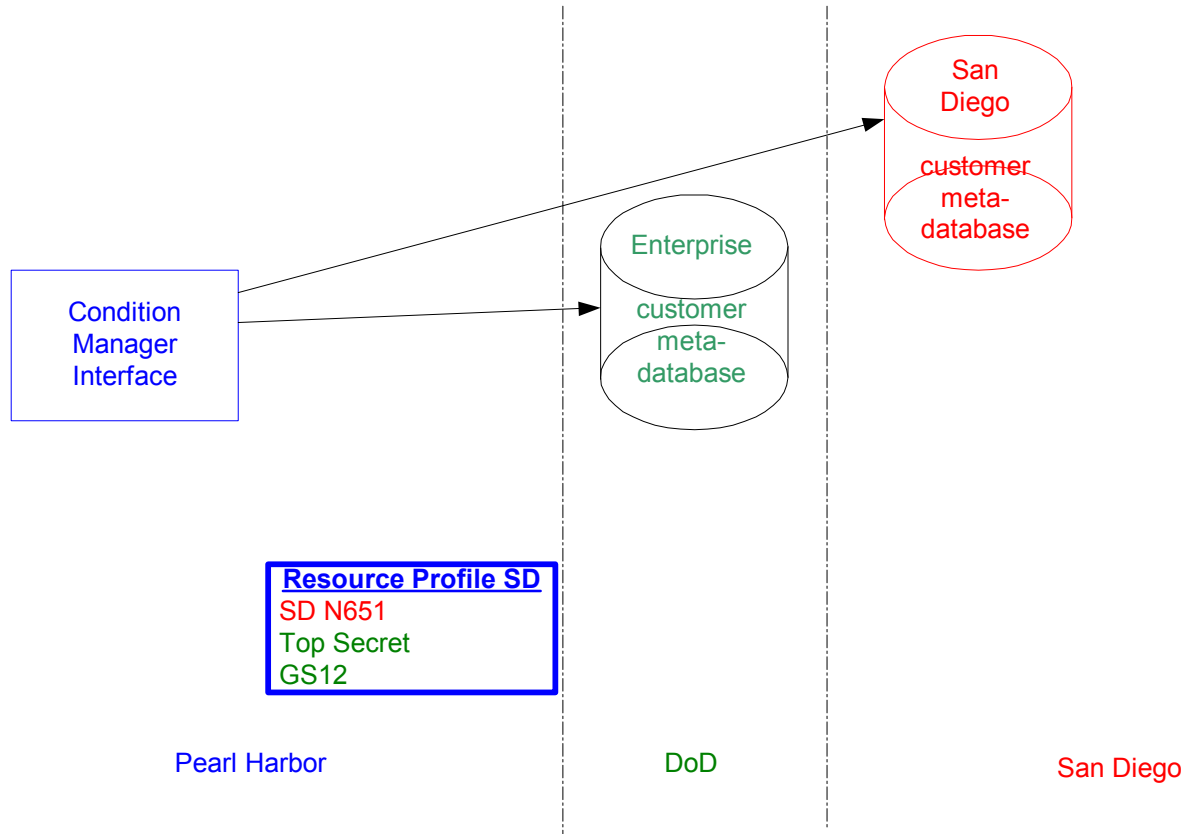 San
Diego
customer
meta-
database
Enterprise
customer
meta-
database
Condition
Manager
Interface
Resource Profile SD
SD N651
Top Secret
GS12
Pearl Harbor
DoD
San Diego